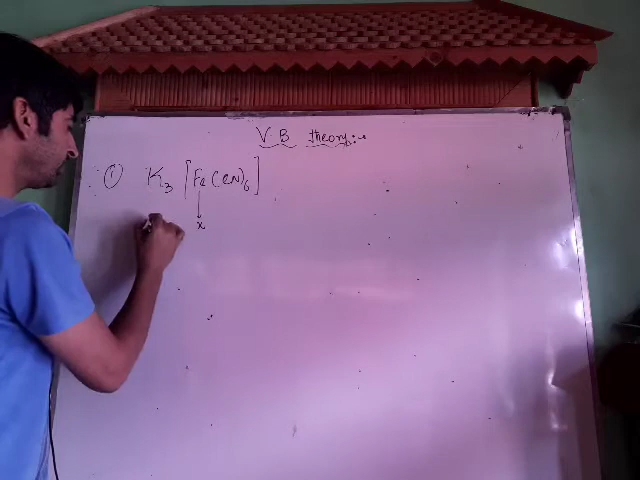 V B theory:-
① K₃ [Fe(CN)₆]
x